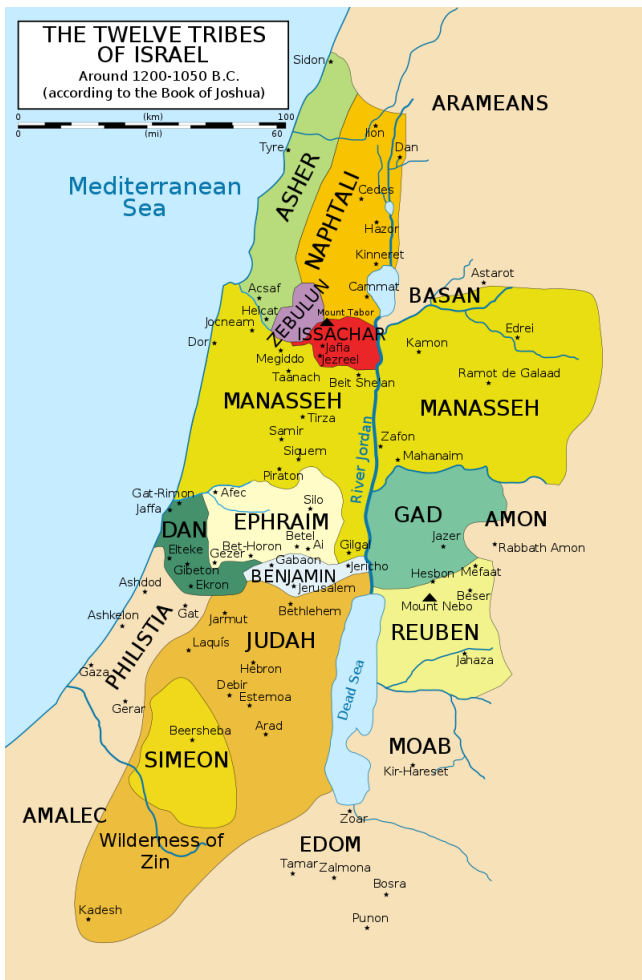 THE TWELVE TRIBES
OF ISRAEL
Around 1200-1050 B.C.
(according to the Book of Joshua)
0 (km) 100
0 (mi) 60
Sidon
ARAMEANS
Ijon
Tyre
Dan
ASHER
Mediterranean
Sea
NAPHTALI
Cedes
Hazor
Kinneret
Astarot
Acsaf
Cammat
BASAN
Helcat
ZEBULUN
Mount Tabor
Jocneam
ISSACHAR
Edrei
Dor
Jafia
Kamon
Megiddo
Jezreel
Taanach
Beit Shean
Ramot de Galaad
MANASSEH
MANASSEH
Tirza
River Jordan
Samir
Zafon
Siquem
Mahanaim
Piraton
Gat-Rimon
Afec
Jaffa
Silo
DAN
EPHRAIM
GAD
AMON
Betel
Jazer
Elteke
Bet-Horon
Ai
Gilgal
Rabbath Amon
Gezer
Gabaon
Jericho
Gibeton
BENJAMIN
Hesbon
Mefaat
Ekron
Jerusalem
Beser
Ashdod
Mount Nebo
Gat
Bethlehem
Ashkelon
Jarmut
PHILISTIA
JUDAH
REUBEN
Laquís
Gaza
Hebron
Jahaza
Debir
Estemoa
Dead Sea
Gerar
Beersheba
Arad
MOAB
SIMEON
Kir-Hareset
AMALEC
Zoar
Wilderness of
Zin
EDOM
Tamar
Zalmona
Bosra
Kadesh
Punon